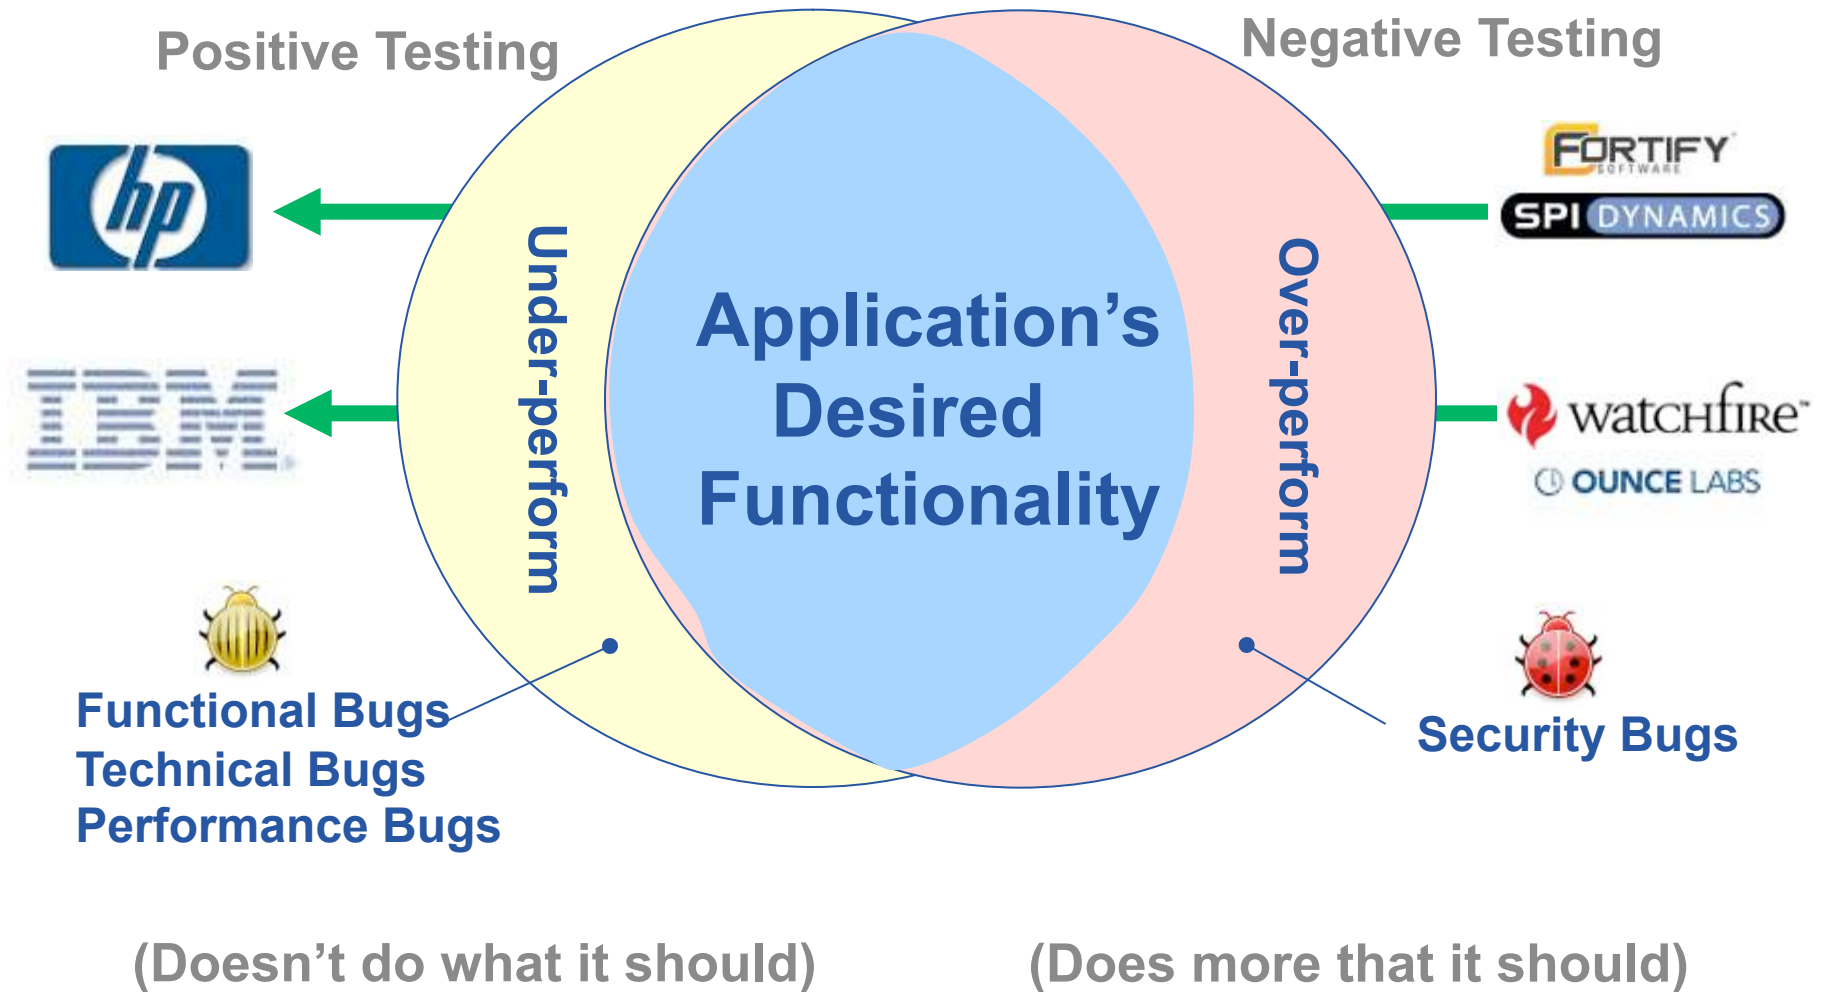 Positive Testing
Negative Testing
hp
FORTIFY
SOFTWARE
SPI DYNAMICS
Under-perform
Application’s
Desired
Functionality
Over-perform
IBM
watchfire™
OUNCE LABS
Functional Bugs
Technical Bugs
Performance Bugs
Security Bugs
(Doesn’t do what it should)
(Does more that it should)